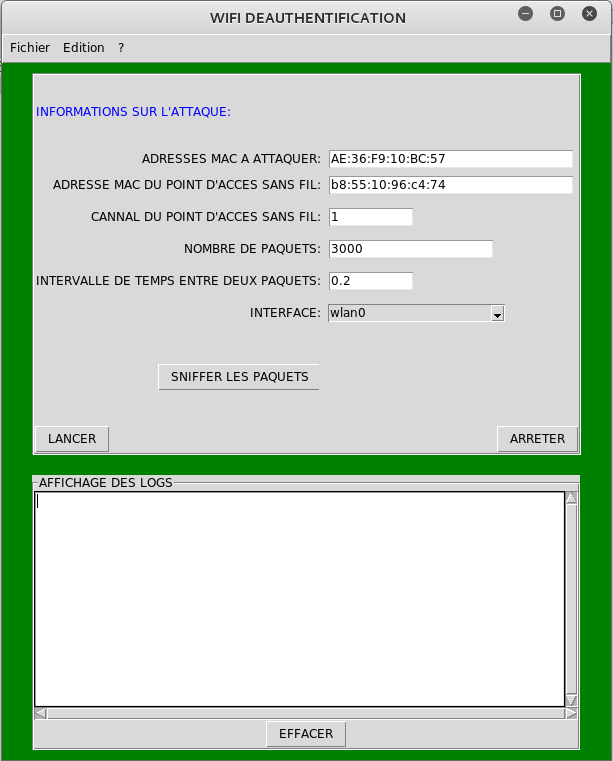 WIFI DEAUTHENTIFICATION
Fichier Edition ?
INFORMATIONS SUR L'ATTAQUE:
ADRESSES MAC A ATTAQUER: AE:36:F9:10:BC:57
ADRESSE MAC DU POINT D'ACCES SANS FIL: b8:55:10:96:c4:74
CANNAL DU POINT D'ACCES SANS FIL: 1
NOMBRE DE PAQUETS: 3000
INTERVALLE DE TEMPS ENTRE DEUX PAQUETS: 0.2
INTERFACE: wlan0
SNIFFER LES PAQUETS
LANCER ARRETER
AFFICHAGE DES LOGS
EFFACER